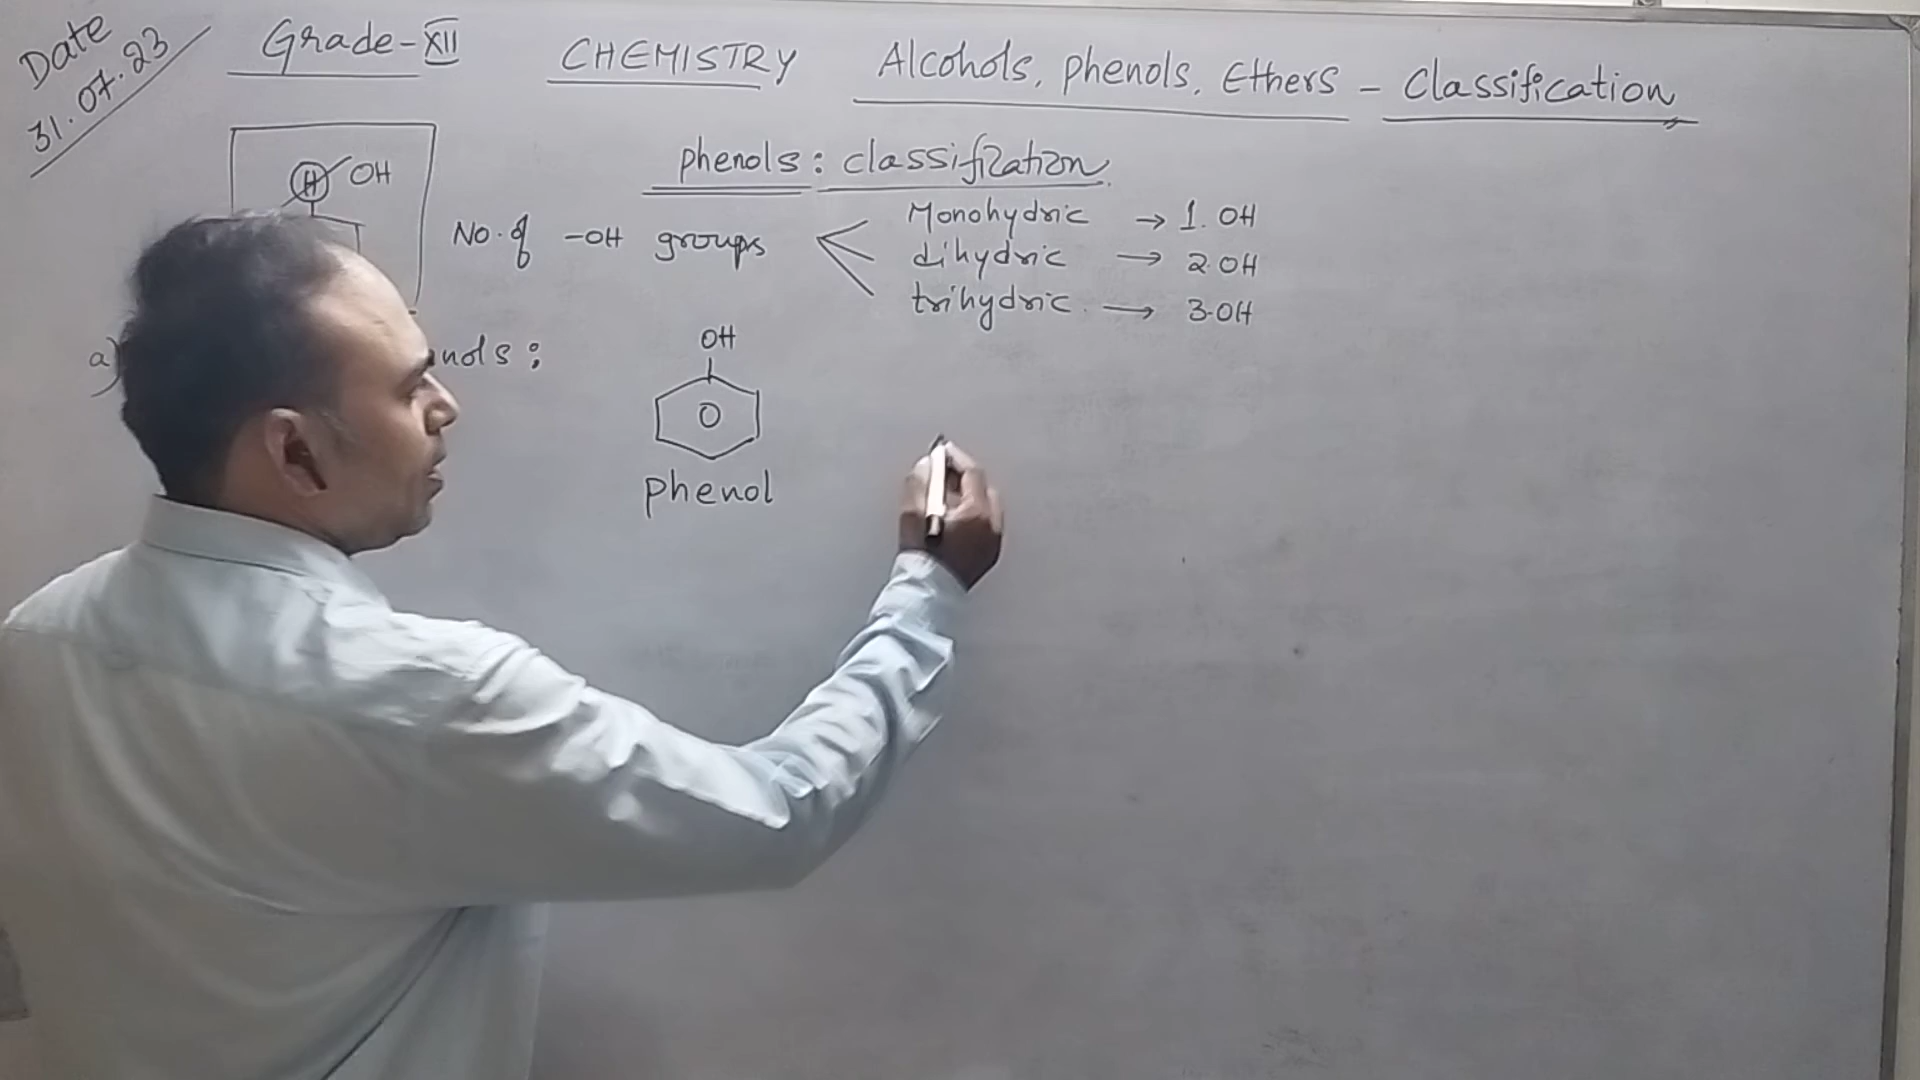 Date
31.07.23
Grade-XII
CHEMISTRY
Alcohols, phenols, Ethers - Classification
phenols: classification
H OH
No. of -OH groups
Monohydric → 1. OH
dihydric → 2.OH
trihydric → 3.OH
a)
OH
phenol